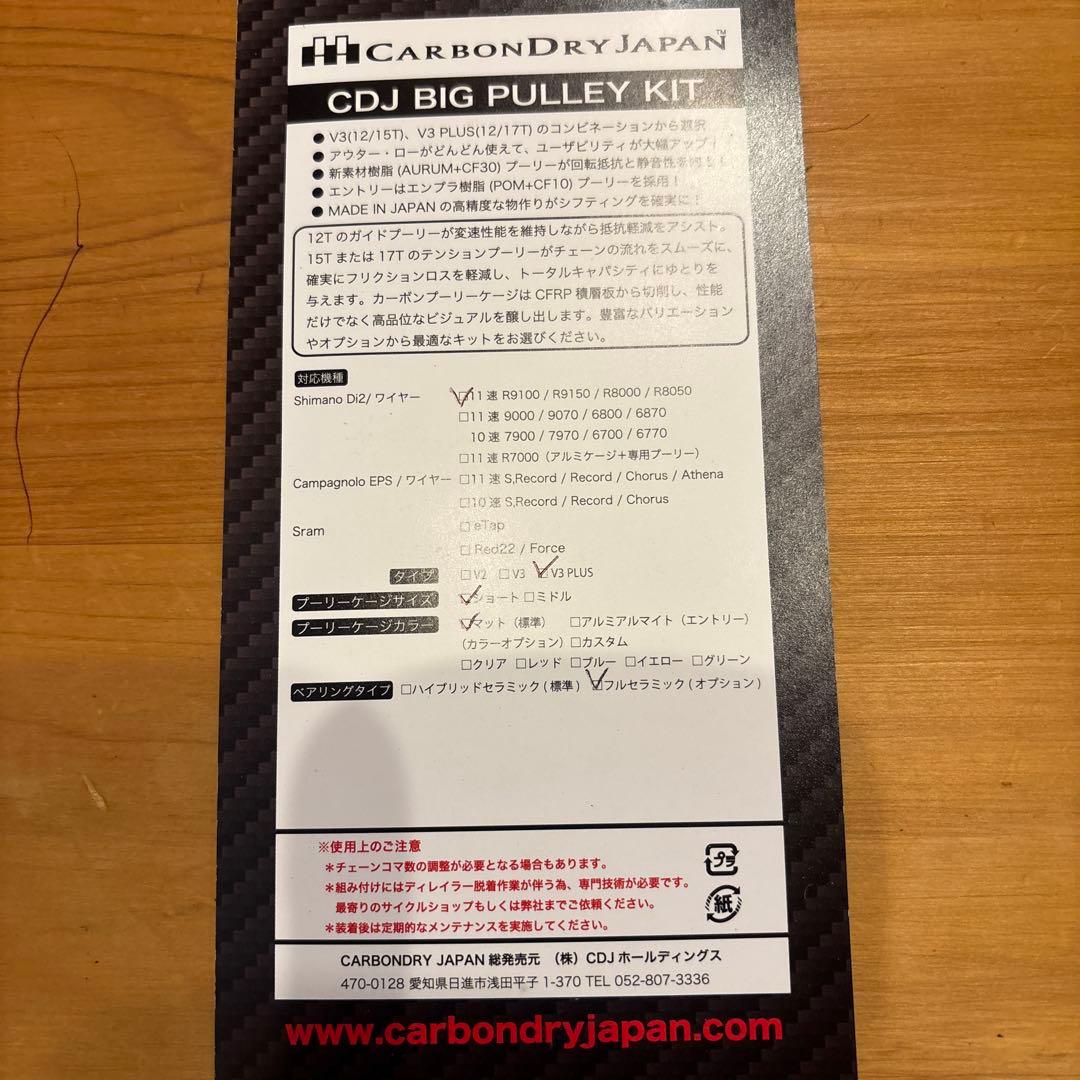 CARBONDRYJAPAN™
CDJ BIG PULLEY KIT
● V3(12/15T)、V3 PLUS(12/17T) のコンビネーションから選択
● アウター・ローがどんどん使えて、ユーザビリティが大幅アップ！
● 新素材樹脂 (AURUM+CF30) プーリーが回転抵抗と静音性を
● エントリーはエンプラ樹脂 (POM+CF10) プーリーを採用！
● MADE IN JAPAN の高精度な物作りがシフティングを確実に！
12T のガイドプーリーが変速性能を維持しながら抵抗軽減をアシスト。
15T または 17T のテンションプーリーがチェーンの流れをスムーズに、
確実にフリクションロスを軽減し、トータルキャパシティにゆとりを
与えます。カーボンプーリーケージは CFRP 積層板から切削し、性能
だけでなく高品位なビジュアルを醸し出します。豊富なバリエーション
やオプションから最適なキットをお選びください。
対応機種
Shimano Di2/ ワイヤー ☑11 速 R9100 / R9150 / R8000 / R8050
□11 速 9000 / 9070 / 6800 / 6870
10 速 7900 / 7970 / 6700 / 6770
□11 速 R7000（アルミケージ＋専用プーリー）
Campagnolo EPS / ワイヤー □11 速 S,Record / Record / Chorus / Athena
□10 速 S,Record / Record / Chorus
Sram □ eTap
□ Red22 / Force
タイプ □V2 □V3 ☑V3 PLUS
プーリーケージサイズ ☑ショート □ミドル
プーリーケージカラー ☑マット（標準） □アルミアルマイト（エントリー）
（カラーオプション）□カスタム
□クリア □レッド □ブルー □イエロー □グリーン
ベアリングタイプ □ハイブリッドセラミック ( 標準 ) ☑フルセラミック ( オプション )
※使用上のご注意
＊チェーンコマ数の調整が必要となる場合もあります。
＊組み付けにはディレイラー脱着作業が伴う為、専門技術が必要です。
最寄りのサイクルショップもしくは弊社までご依頼ください。
＊装着後は定期的なメンテナンスを実施してください。
プラ
紙
CARBONDRY JAPAN 総発売元 （株）CDJ ホールディングス
470-0128 愛知県日進市浅田平子 1-370 TEL 052-807-3336
www.carbondryjapan.com